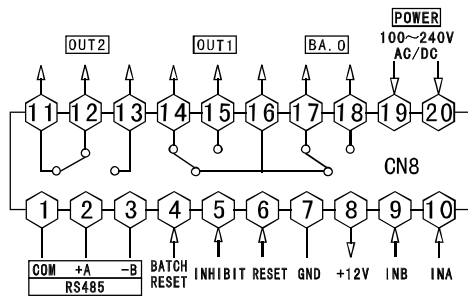 OUT2 OUT1 BA.O POWER
100~240V
AC/DC
11 12 13 14 15 16 17 18 19 20
CN8
1 2 3 4 5 6 7 8 9 10
COM +A -B BATCH RESET INHIBIT RESET GND +12V INB INA
RS485